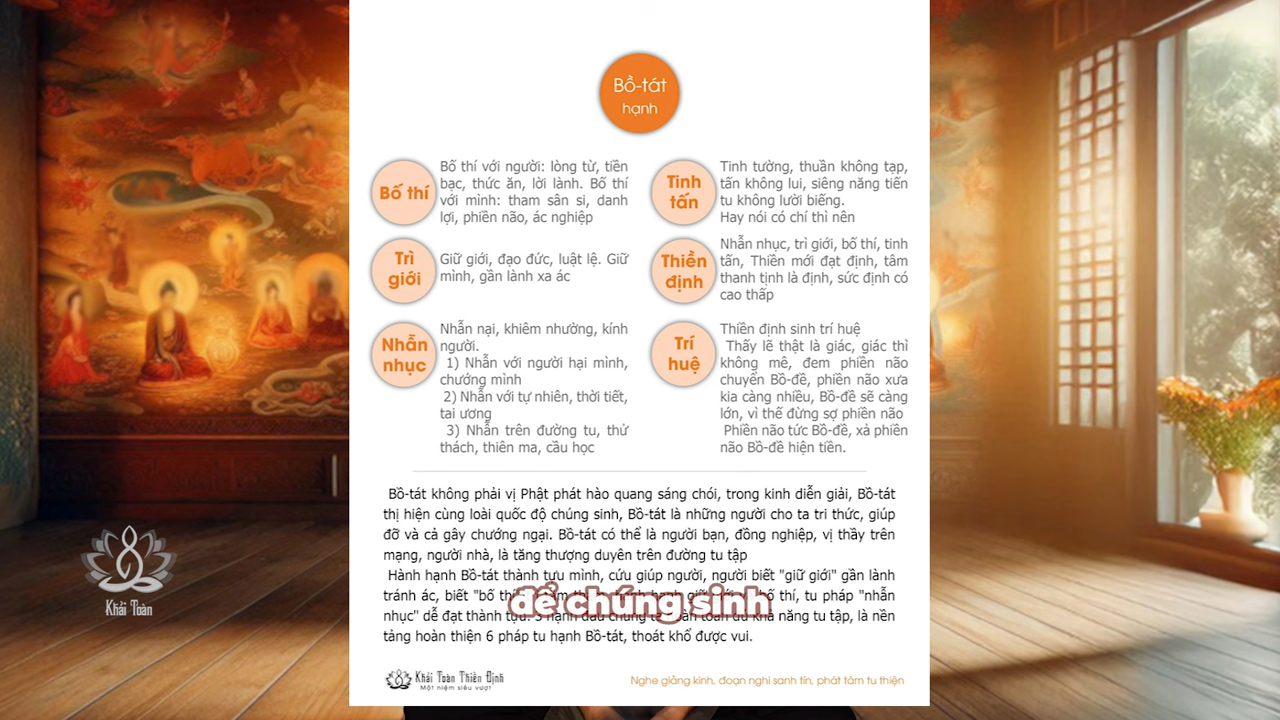 Bồ-tát
hạnh
Bố thí
Bố thí với người: lòng từ, tiền
bạc, thức ăn, lời lành. Bố thí
với mình: tham sân si, danh
lợi, phiền não, ác nghiệp
Trì
giới
Giữ giới, đạo đức, luật lệ. Giữ
mình, gần lành xa ác
Nhẫn
nhục
Nhẫn nại, khiêm nhường, kính
người.
1) Nhẫn với người hại mình,
chướng mình
2) Nhẫn với tự nhiên, thời tiết,
tai ương
3) Nhẫn trên đường tu, thử
thách, thiên ma, cầu học
Tinh
tấn
Tinh tường, thuần không tạp,
tấn không lui, siêng năng tiến
tu không lười biếng.
Hay nói có chí thì nên
Thiền
định
Nhẫn nhục, trì giới, bố thí, tinh
tấn, Thiền mới đạt định, tâm
thanh tịnh là định, sức định có
cao thấp
Trí
huệ
Thiền định sinh trí huệ
Thấy lẽ thật là giác, giác thì
không mê, đem phiền não
chuyển Bồ-đề, phiền não xưa
kia càng nhiều, Bồ-đề sẽ càng
lớn, vì thế đừng sợ phiền não
Phiền não tức Bồ-đề, xả phiền
não Bồ-đề hiện tiền.
Bồ-tát không phải vị Phật phát hào quang sáng chói, trong kinh diễn giải, Bồ-tát
thị hiện cùng loài quốc độ chúng sinh, Bồ-tát là những người cho ta tri thức, giúp
đỡ và cả gây chướng ngại. Bồ-tát có thể là người bạn, đồng nghiệp, vị thầy trên
mạng, người nhà, là tăng thượng duyên trên đường tu tập
Hành hạnh Bồ-tát thành tựu mình, cứu giúp người, người biết "giữ giới" gần lành
tránh ác, biết "bố bố thí, tu pháp "nhẫn
để chúng sinh
nhục" dễ đạt thành năng tu tập, là nền
tảng hoàn thiện 6 pháp tu hạnh Bồ-tát, thoát khổ được vui.
Khải Toàn
Khải Toàn Thiền Định
Một niệm siêu vượt
Nghe giảng kinh, đoạn nghi sanh tín, phát tâm tu thiện